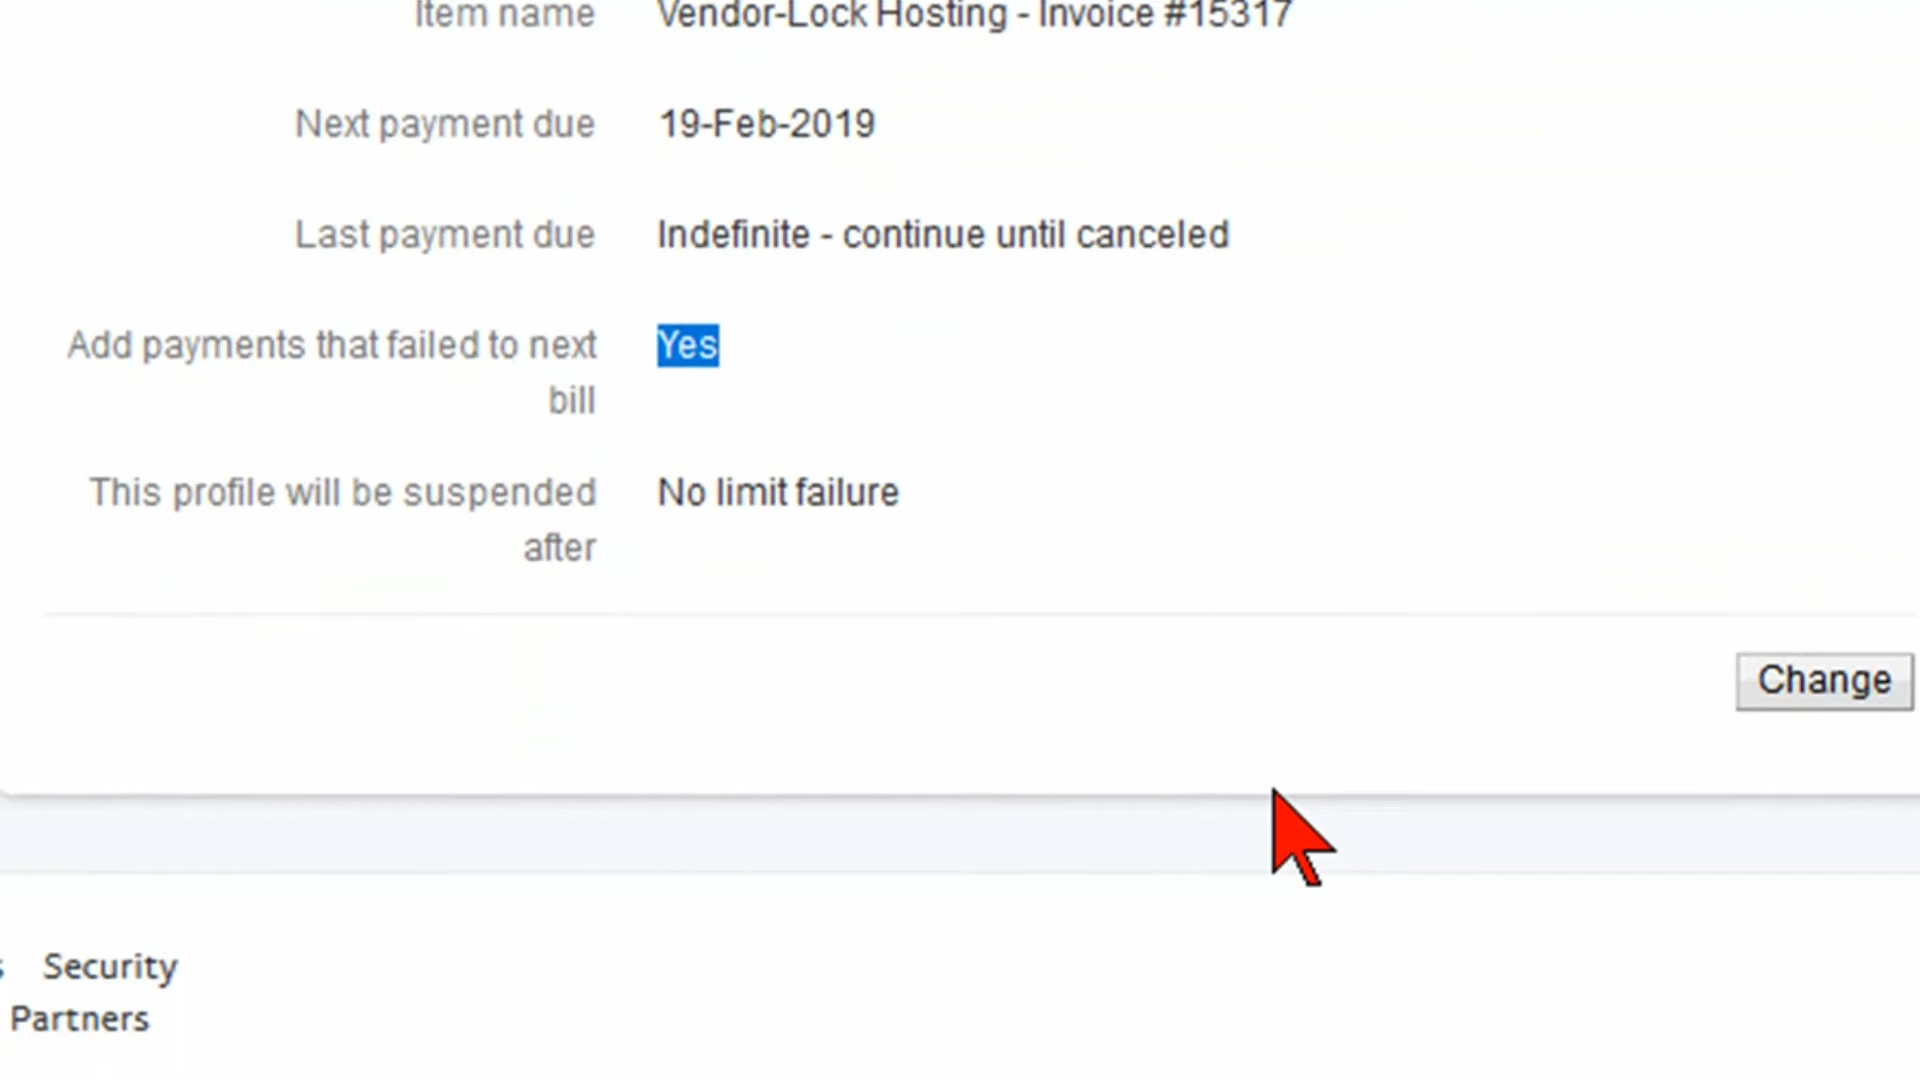 Item name Vendor-Lock Hosting - Invoice #15317
Next payment due 19-Feb-2019
Last payment due Indefinite - continue until canceled
Add payments that failed to next Yes
bill
This profile will be suspended No limit failure
after
Change
Security
Partners